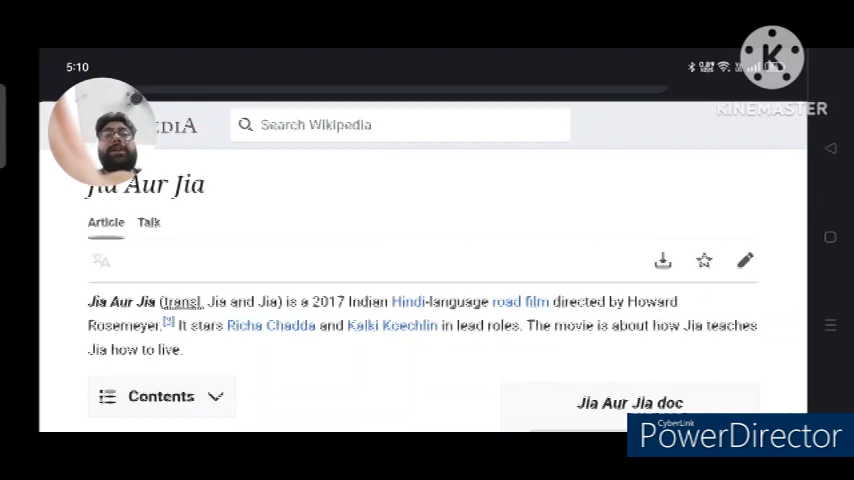 5:10
0.89
KINEMASTER
EDIA
Search Wikipedia
Jia Aur Jia
Article Talk
Jia Aur Jia (transl. Jia and Jia) is a 2017 Indian Hindi-language road film directed by Howard
Rosemeyer.[3] It stars Richa Chadda and Kalki Koechlin in lead roles. The movie is about how Jia teaches
Jia how to live.
Contents
Jia Aur Jia doc
CyberLink
PowerDirector